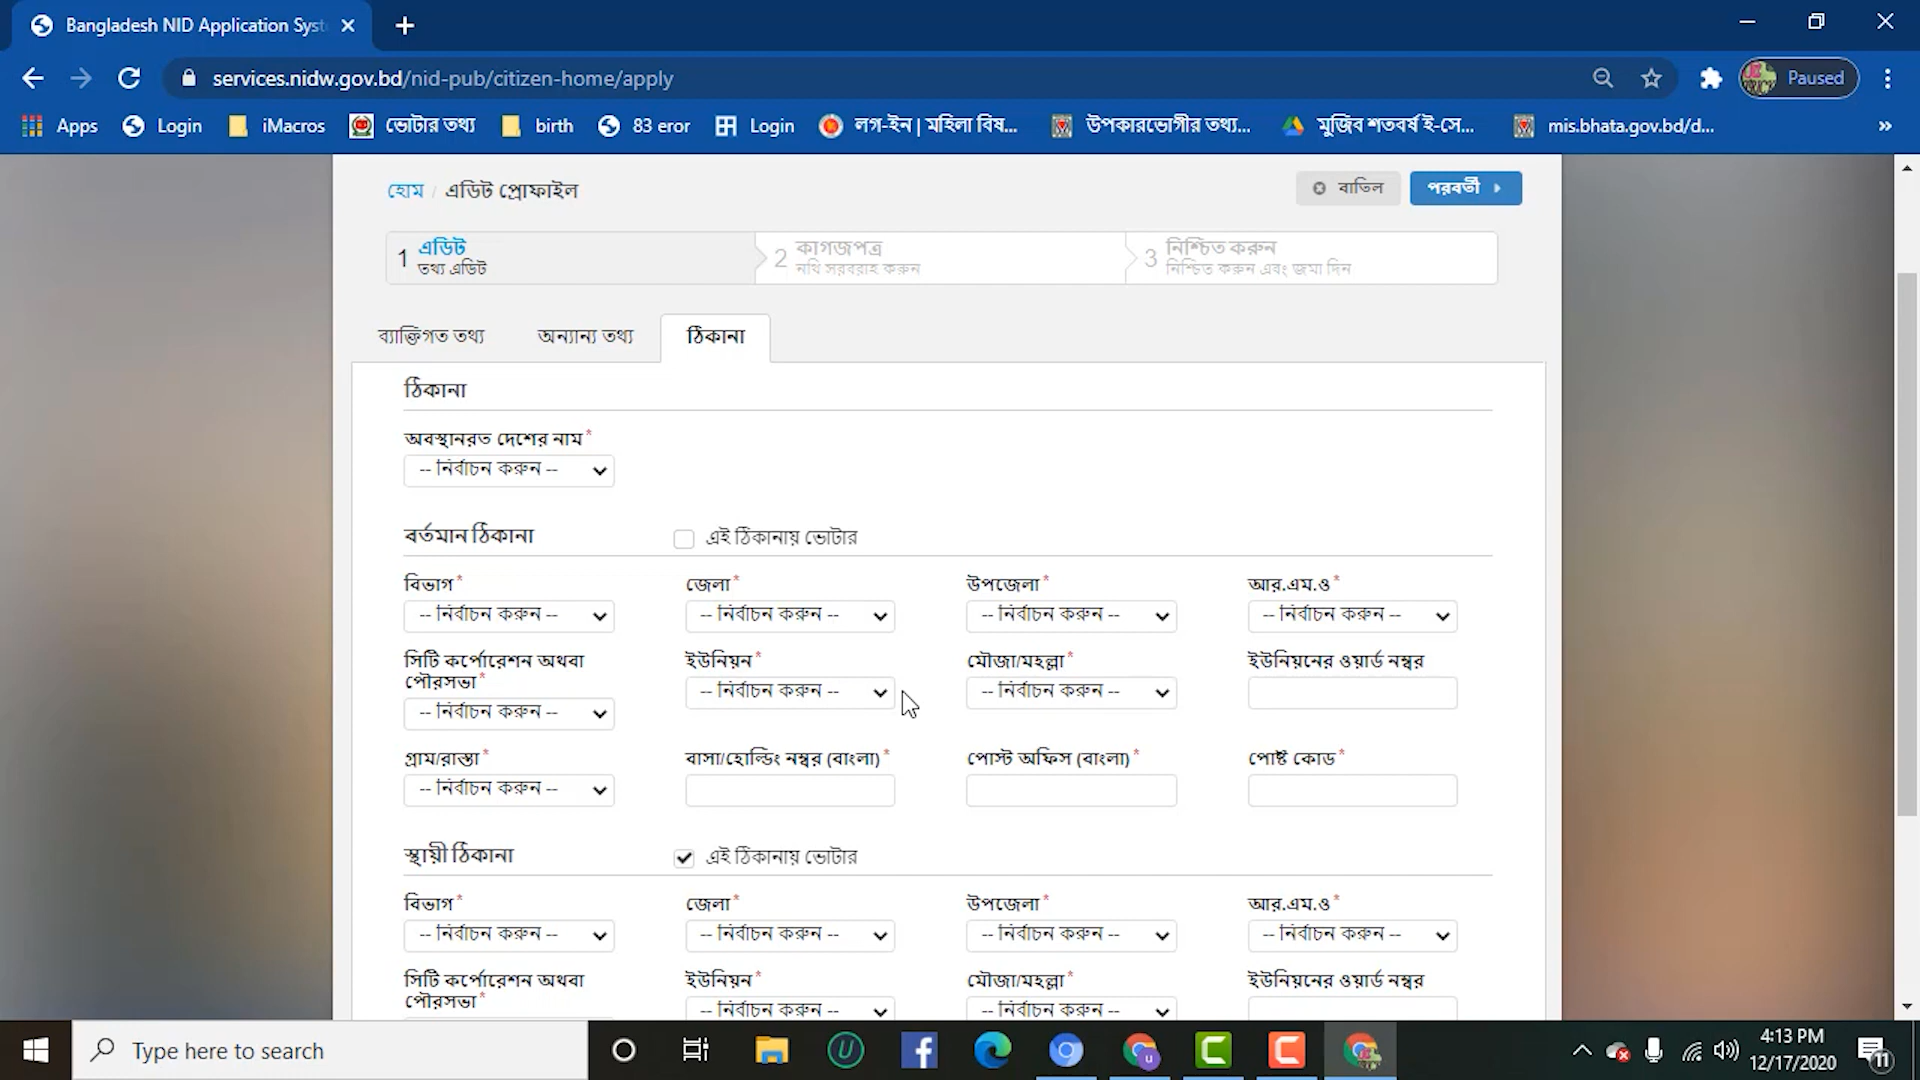 Bangladesh NID Application Syst
services.nidw.gov.bd/nid-pub/citizen-home/apply
Paused
Apps
Login
iMacros
ভোটার তথ্য
birth
83 eror
Login
লগ-ইন | মহিলা বিষ...
উপকারভোগীর তথ্য...
মুজিব শতবর্ষ ই-সে...
mis.bhata.gov.bd/d...
»
হোম / এডিট প্রোফাইল
বাতিল
পরবর্তী
1 এডিট
তথ্য এডিট
2 কাগজপত্র
নথি সরবরাহ করুন
3 নিশ্চিত করুন
নিশ্চিত করুন এবং জমা দিন
ব্যাক্তিগত তথ্য
অন্যান্য তথ্য
ঠিকানা
ঠিকানা
অবস্থানরত দেশের নাম*
-- নির্বাচন করুন --
বর্তমান ঠিকানা
এই ঠিকানায় ভোটার
বিভাগ* জেলা* উপজেলা* আর.এম.ও*
-- নির্বাচন করুন -- -- নির্বাচন করুন -- -- নির্বাচন করুন -- -- নির্বাচন করুন --
সিটি কর্পোরেশন অথবা পৌরসভা* ইউনিয়ন* মৌজা/মহল্লা* ইউনিয়নের ওয়ার্ড নম্বর
-- নির্বাচন করুন -- -- নির্বাচন করুন -- -- নির্বাচন করুন --
গ্রাম/রাস্তা* বাসা/হোল্ডিং নম্বর (বাংলা)* পোস্ট অফিস (বাংলা)* পোষ্ট কোড*
-- নির্বাচন করুন --
স্থায়ী ঠিকানা
এই ঠিকানায় ভোটার
বিভাগ* জেলা* উপজেলা* আর.এম.ও*
-- নির্বাচন করুন -- -- নির্বাচন করুন -- -- নির্বাচন করুন -- -- নির্বাচন করুন --
সিটি কর্পোরেশন অথবা পৌরসভা* ইউনিয়ন* মৌজা/মহল্লা* ইউনিয়নের ওয়ার্ড নম্বর
-- নির্বাচন করুন -- -- নির্বাচন করুন --
Type here to search
4:13 PM
12/17/2020
11